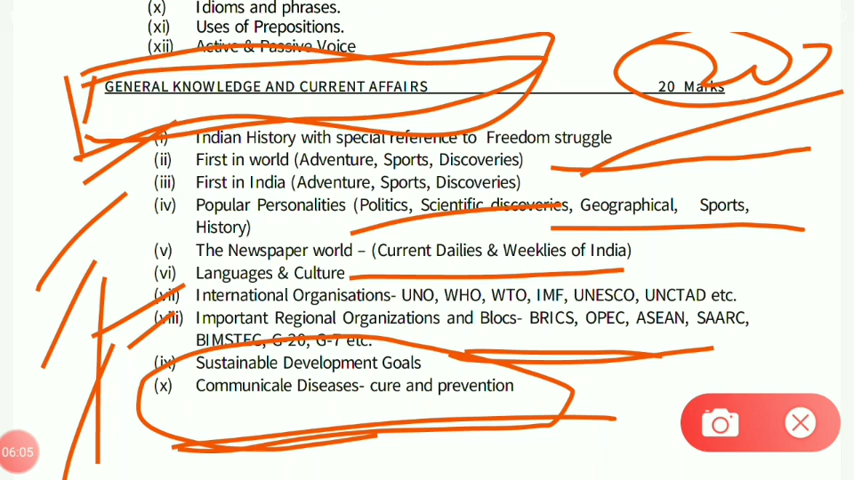 (x) Idioms and phrases.
(xi) Uses of Prepositions.
(xii) Active & Passive Voice
GENERAL KNOWLEDGE AND CURRENT AFFAIRS 20 Marks
(i) Indian History with special reference to Freedom struggle
(ii) First in world (Adventure, Sports, Discoveries)
(iii) First in India (Adventure, Sports, Discoveries)
(iv) Popular Personalities (Politics, Scientific discoveries, Geographical, Sports,
History)
(v) The Newspaper world – (Current Dailies & Weeklies of India)
(vi) Languages & Culture
(vii) International Organisations- UNO, WHO, WTO, IMF, UNESCO, UNCTAD etc.
(viii) Important Regional Organizations and Blocs- BRICS, OPEC, ASEAN, SAARC,
BIMSTEC, G-20, G-7 etc.
(ix) Sustainable Development Goals
(x) Communicale Diseases- cure and prevention
06:05